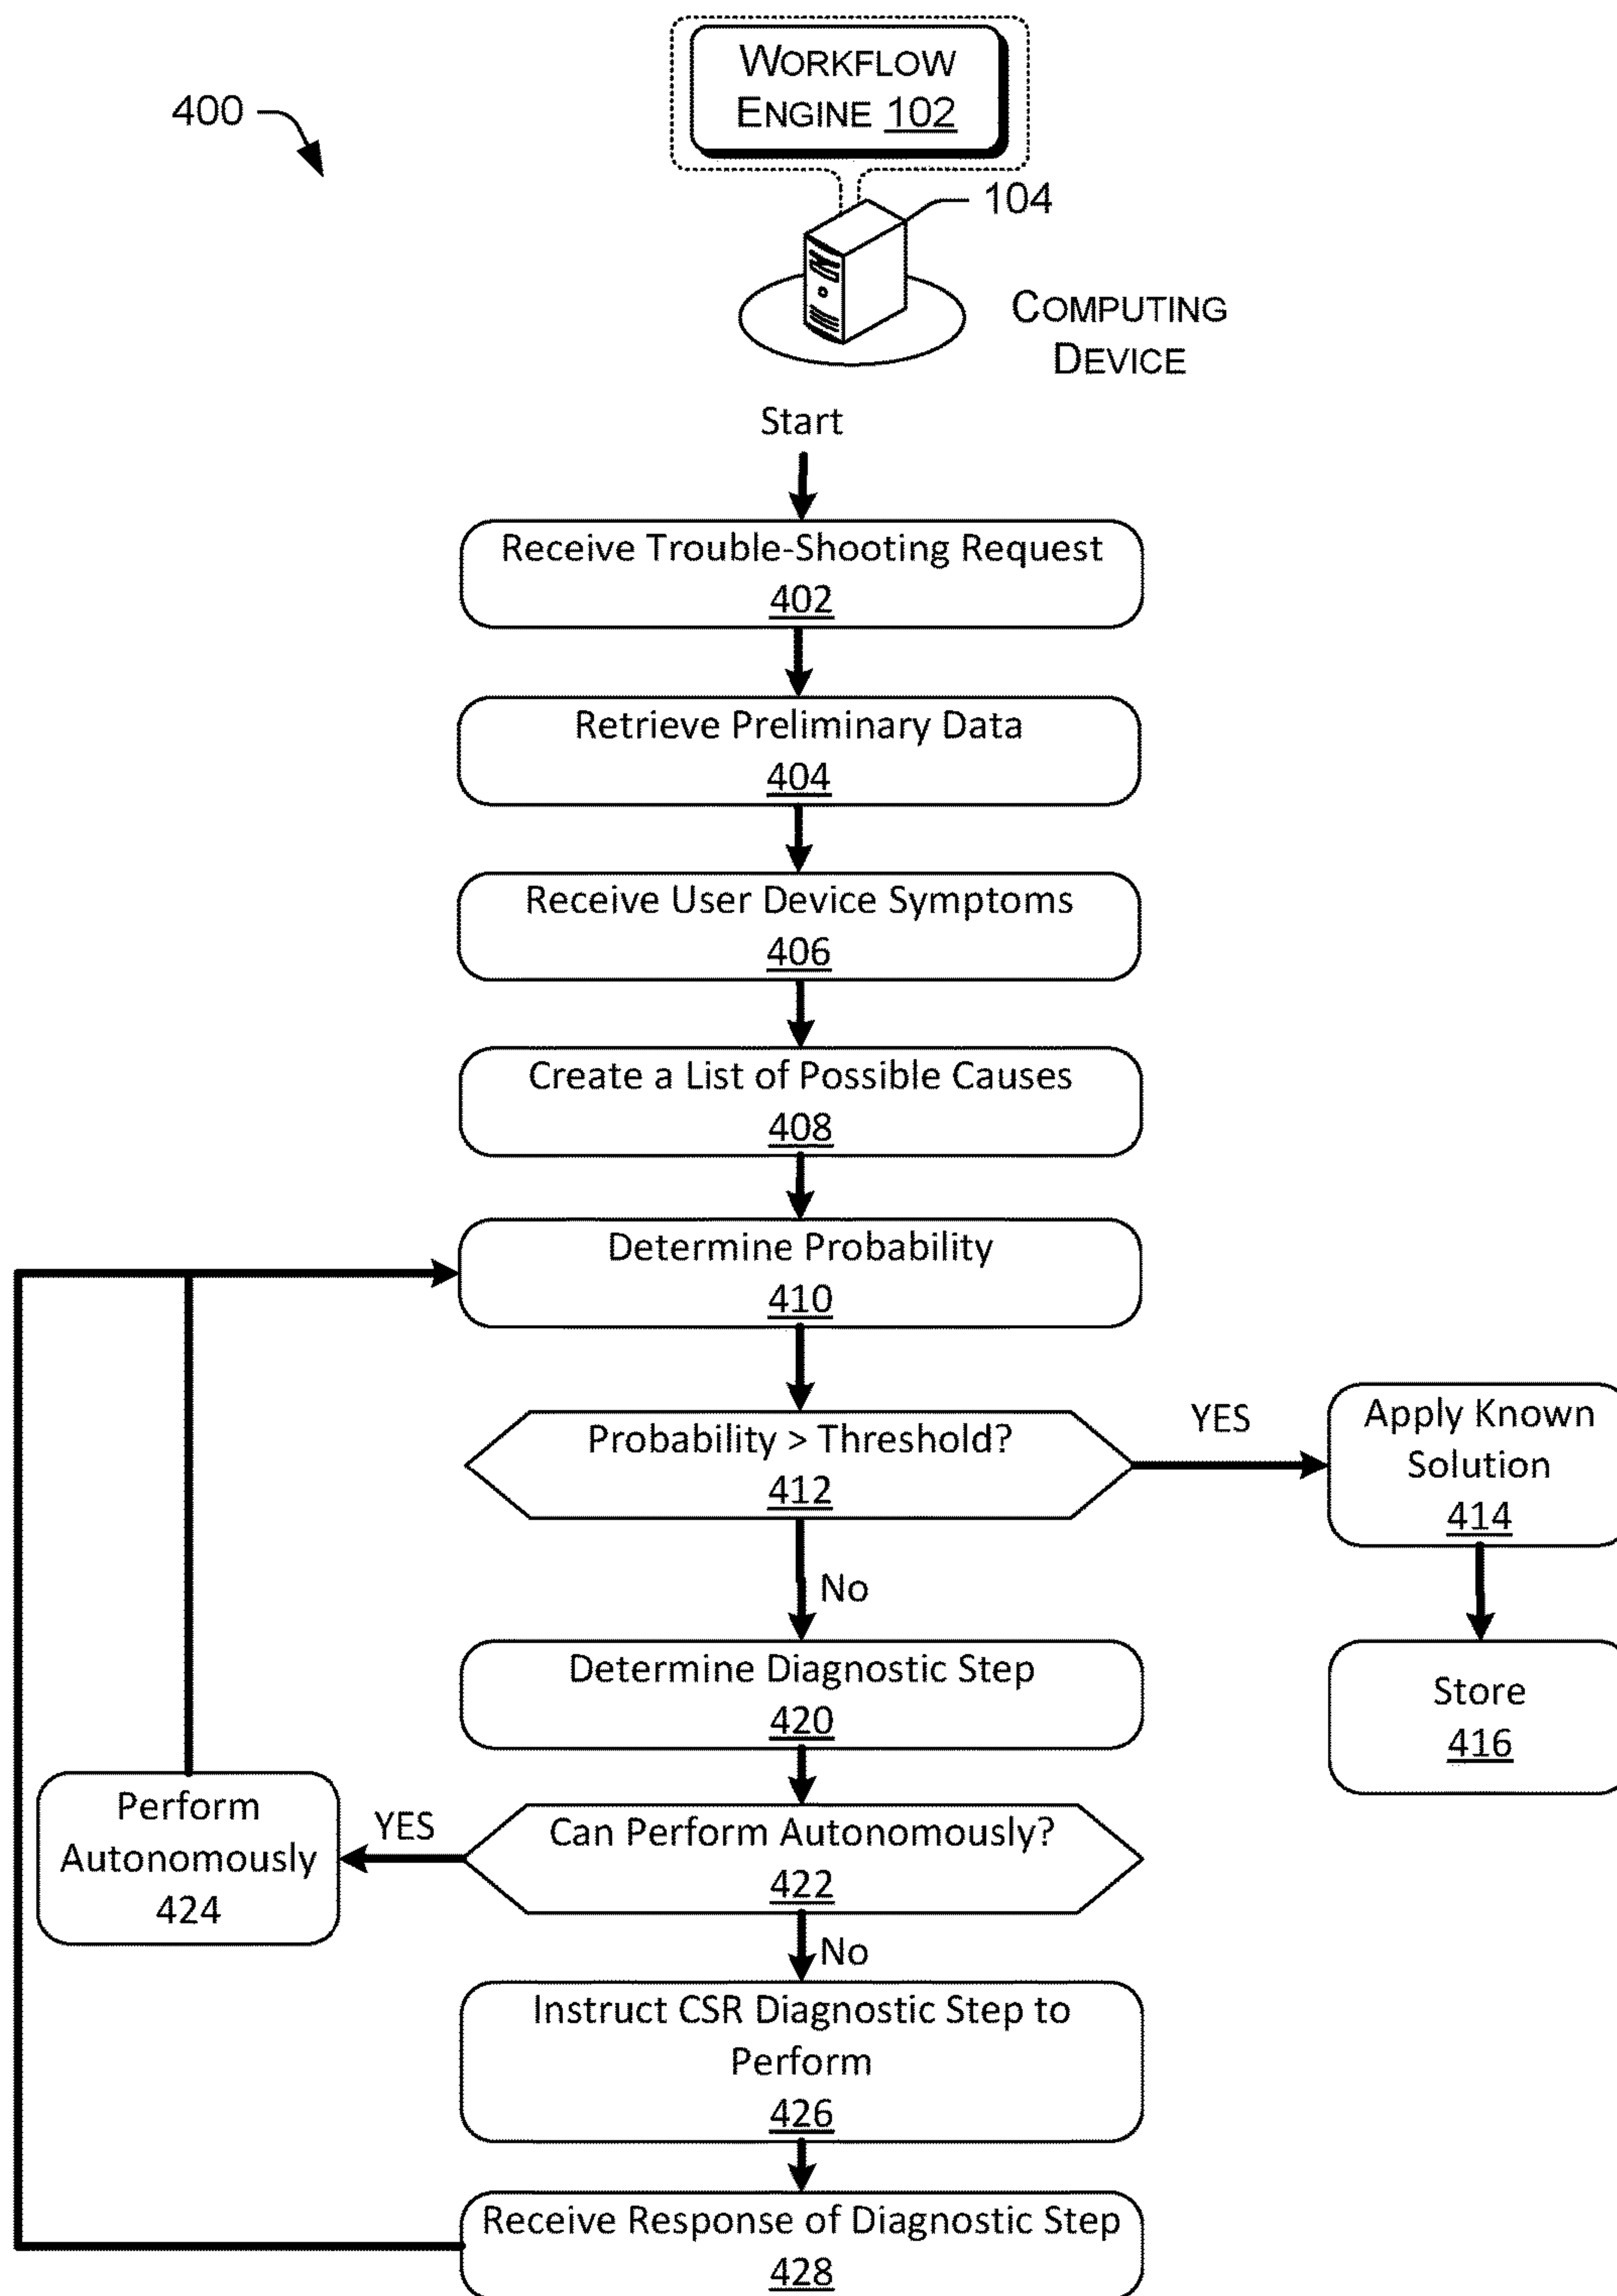 WORKFLOW
ENGINE 102
400
104
COMPUTING
DEVICE
Start
Receive Trouble-Shooting Request
402
Retrieve Preliminary Data
404
Receive User Device Symptoms
406
Create a List of Possible Causes
408
Determine Probability
410
Probability > Threshold?
412
YES
Apply Known
Solution
414
No
Store
416
Determine Diagnostic Step
420
Can Perform Autonomously?
422
YES
Perform
Autonomously
424
No
Instruct CSR Diagnostic Step to
Perform
426
Receive Response of Diagnostic Step
428